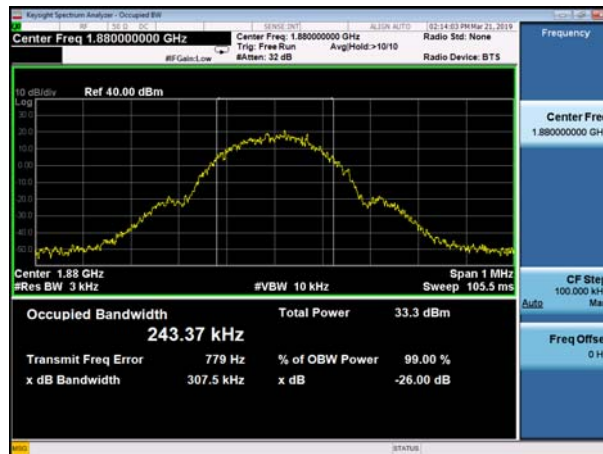 Keysight Spectrum Analyzer - Occupied BW
RF 50 Ω DC SENSE:INT ALIGN AUTO 02:14:03 PM Mar 21, 2019
Center Freq 1.880000000 GHz
#IFGain:Low
Center Freq: 1.880000000 GHz
Trig: Free Run Avg|Hold:>10/10
#Atten: 32 dB
Radio Std: None
Radio Device: BTS
Frequency
10 dB/div Ref 40.00 dBm
Log
30.0
20.0
10.0
0.00
-10.0
-20.0
-30.0
-40.0
-50.0
Center 1.88 GHz Span 1 MHz
#Res BW 3 kHz #VBW 10 kHz Sweep 105.5 ms
Occupied Bandwidth Total Power 33.3 dBm
243.37 kHz
Transmit Freq Error 779 Hz % of OBW Power 99.00 %
x dB Bandwidth 307.5 kHz x dB -26.00 dB
Center Fre
1.880000000 GH
CF Step
100.000 kH
Auto Ma
Freq Offse
0 H
MSG STATUS